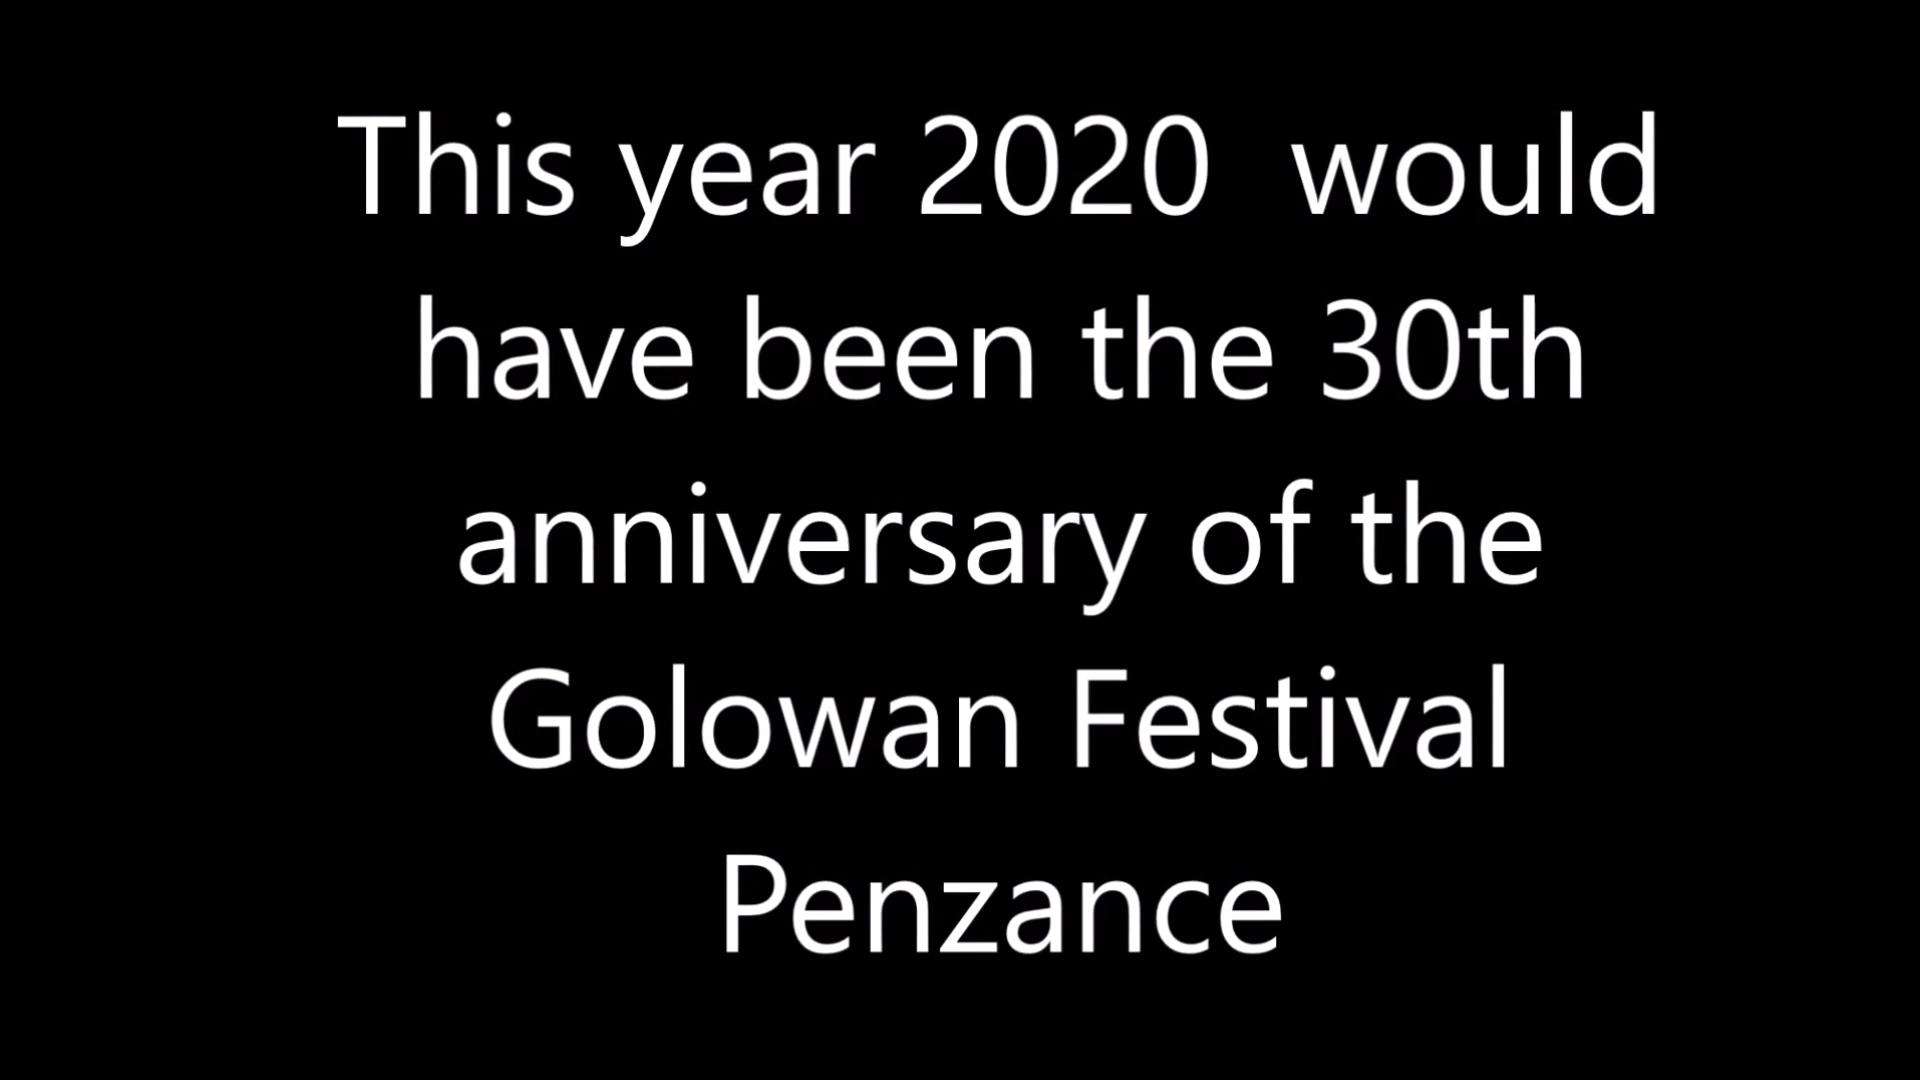 This year 2020  would
have been the 30th
anniversary of the
Golowan Festival
Penzance